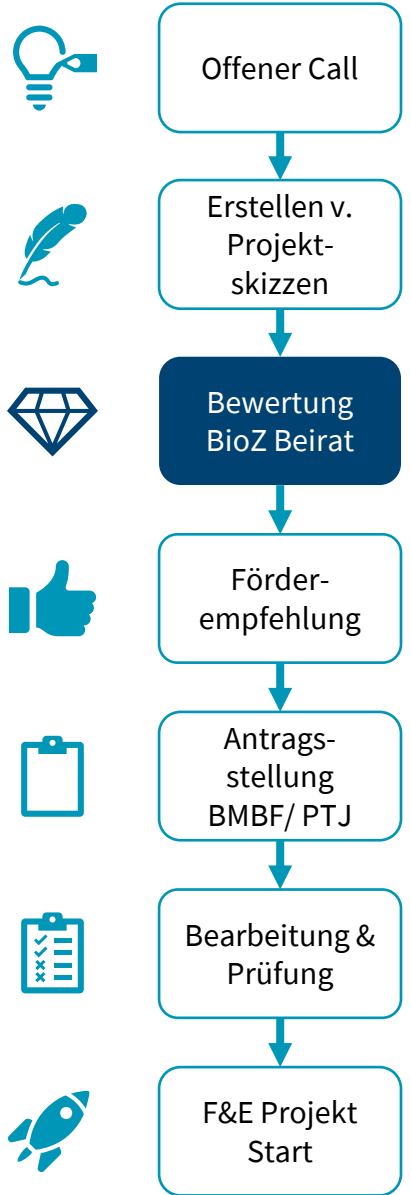 Offener Call
Erstellen v.
Projekt-
skizzen
Bewertung
BioZ Beirat
Förder-
empfehlung
Antrags-
stellung
BMBF/ PTJ
Bearbeitung &
Prüfung
F&E Projekt
Start